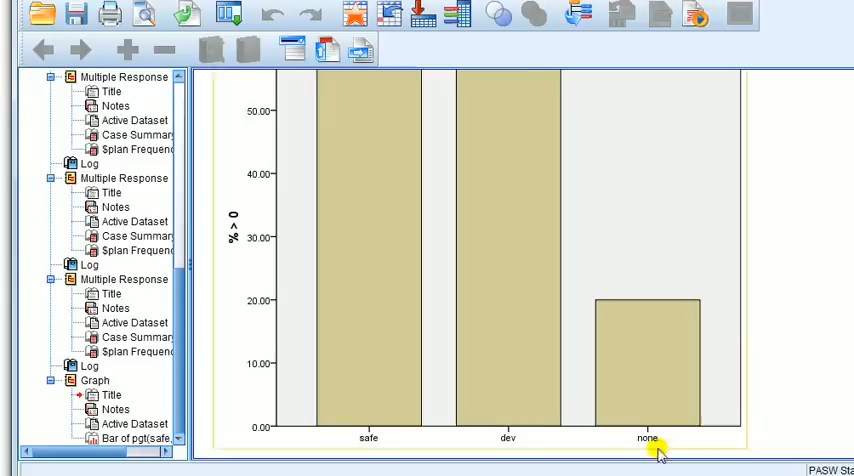 Multiple Response
Title
Notes
Active Dataset
Case Summary
$plan Frequenc
Log
Multiple Response
Title
Notes
Active Dataset
Case Summary
$plan Frequenc
Log
Multiple Response
Title
Notes
Active Dataset
Case Summary
$plan Frequenc
Log
Graph
Title
Notes
Active Dataset
Bar of pgt(safe,
% < 0
50.00
40.00
30.00
20.00
10.00
0.00
safe dev none
PASW Sta